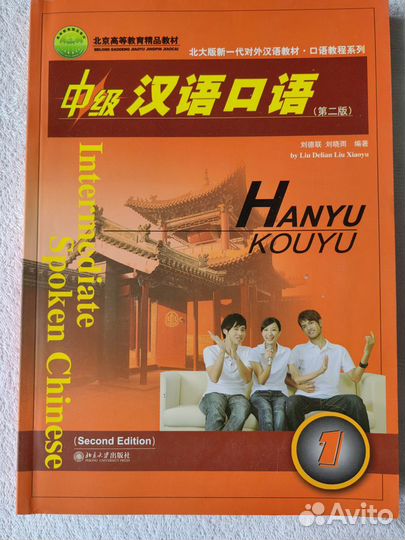 北京高等教育精品教材
BEIJING GAODENG JIAOYU JINGPIN JIAOCAI
北大版新一代对外汉语教材·口语教程系列
中级 汉语口语
(第二版)
刘德联 刘晓雨 编著
by Liu Delian Liu Xiaoyu
Intermediate
Spoken Chinese
HANYU
KOUYU
(Second Edition)
北京大学出版社
PEKING UNIVERSITY PRESS
1
Avito